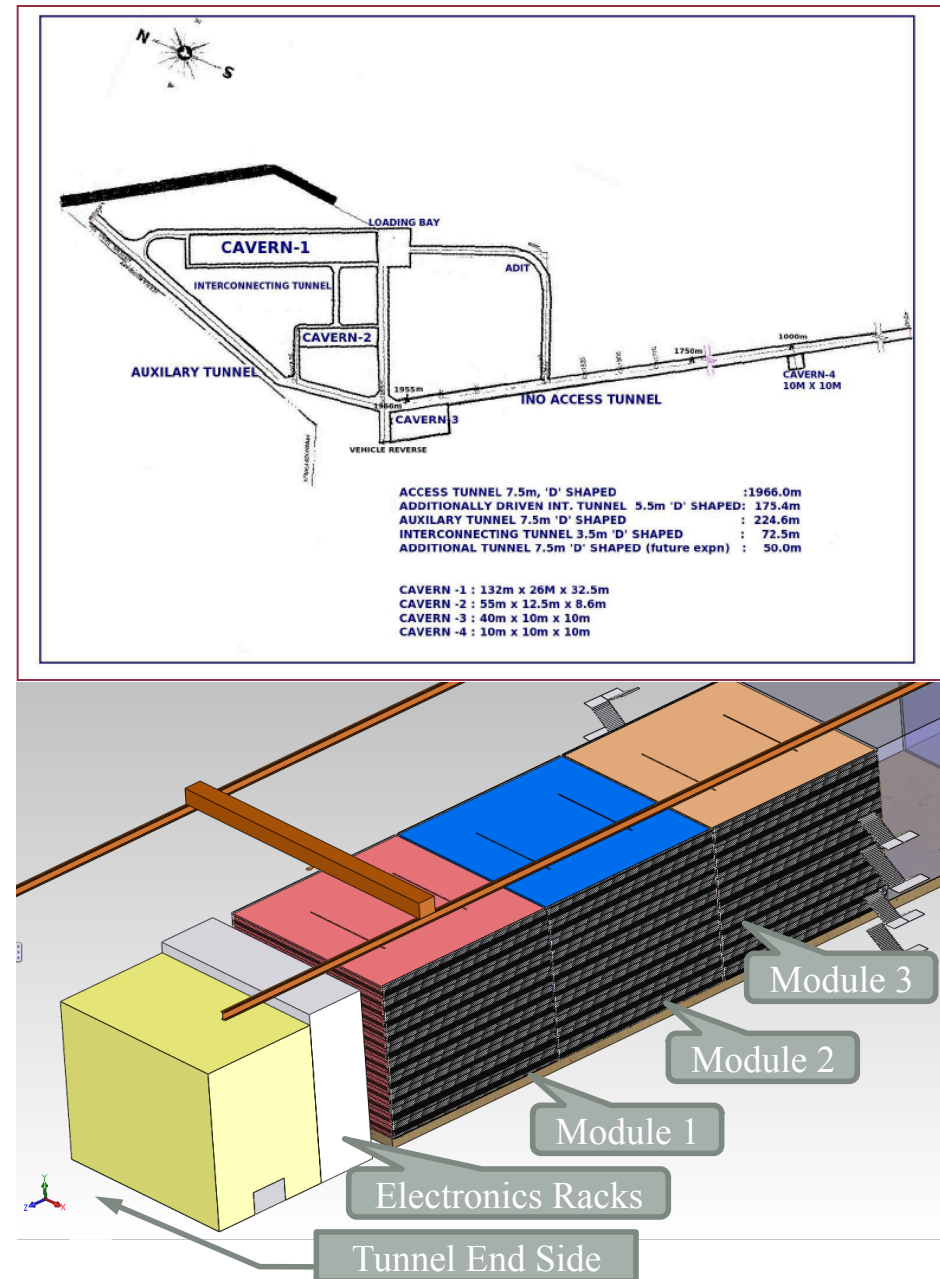 N
S
LOADING BAY
CAVERN-1
ADIT
INTERCONNECTING TUNNEL
CAVERN-2
1000m
1750m
AUXILARY TUNNEL
CAVERN-4
10M X 10M
1955m
INO ACCESS TUNNEL
1966m
CAVERN-3
VEHICLE REVERSE
ACCESS TUNNEL 7.5m, 'D' SHAPED :1966.0m
ADDITIONALLY DRIVEN INT. TUNNEL 5.5m 'D' SHAPED: 175.4m
AUXILARY TUNNEL 7.5m 'D' SHAPED : 224.6m
INTERCONNECTING TUNNEL 3.5m 'D' SHAPED : 72.5m
ADDITIONAL TUNNEL 7.5m 'D' SHAPED (future expn) : 50.0m
CAVERN -1 : 132m x 26M x 32.5m
CAVERN -2 : 55m x 12.5m x 8.6m
CAVERN -3 : 40m x 10m x 10m
CAVERN -4 : 10m x 10m x 10m
Module 3
Module 2
Module 1
Electronics Racks
Y
Z
X
Tunnel End Side